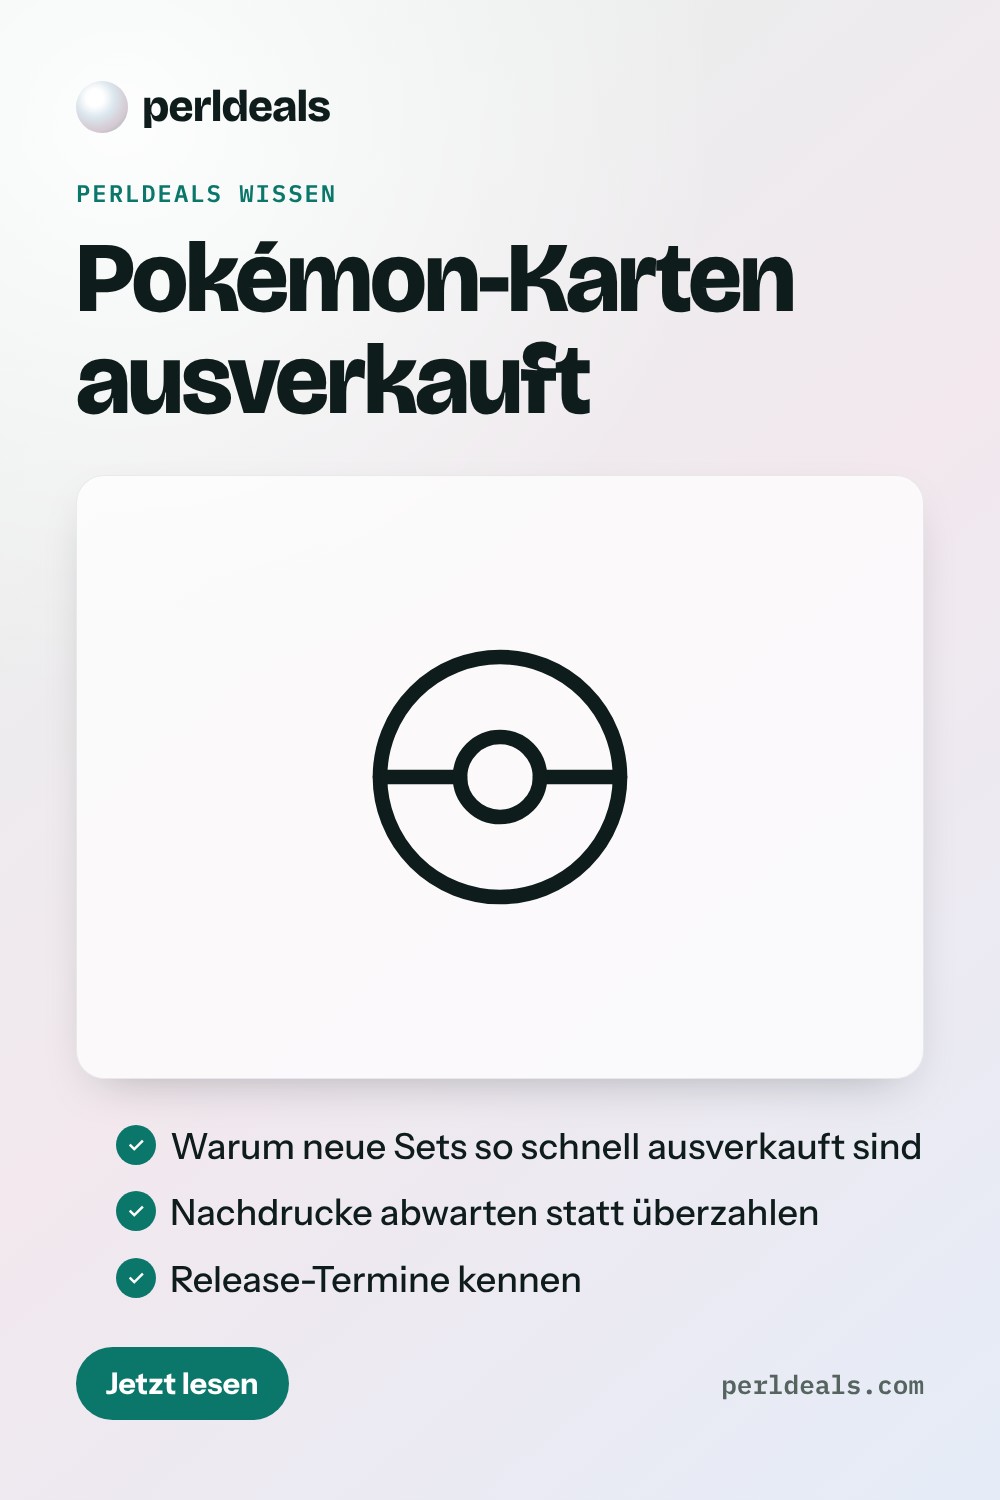 perldeals
PERLDEALS WISSEN
Pokémon-Karten
ausverkauft
Warum neue Sets so schnell ausverkauft sind
Nachdrucke abwarten statt überzahlen
Release-Termine kennen
Jetzt lesen
perldeals.com